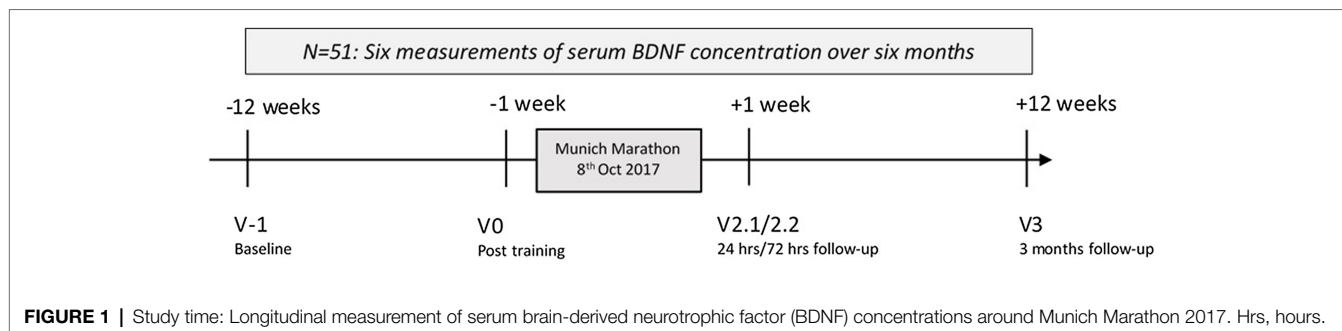 N=51: Six measurements of serum BDNF concentration over six months
-12 weeks
-1 week
+1 week
+12 weeks
Munich Marathon
8th Oct 2017
V-1
Baseline
V0
Post training
V2.1/2.2
24 hrs/72 hrs follow-up
V3
3 months follow-up
FIGURE 1 | Study time: Longitudinal measurement of serum brain-derived neurotrophic factor (BDNF) concentrations around Munich Marathon 2017. Hrs, hours.